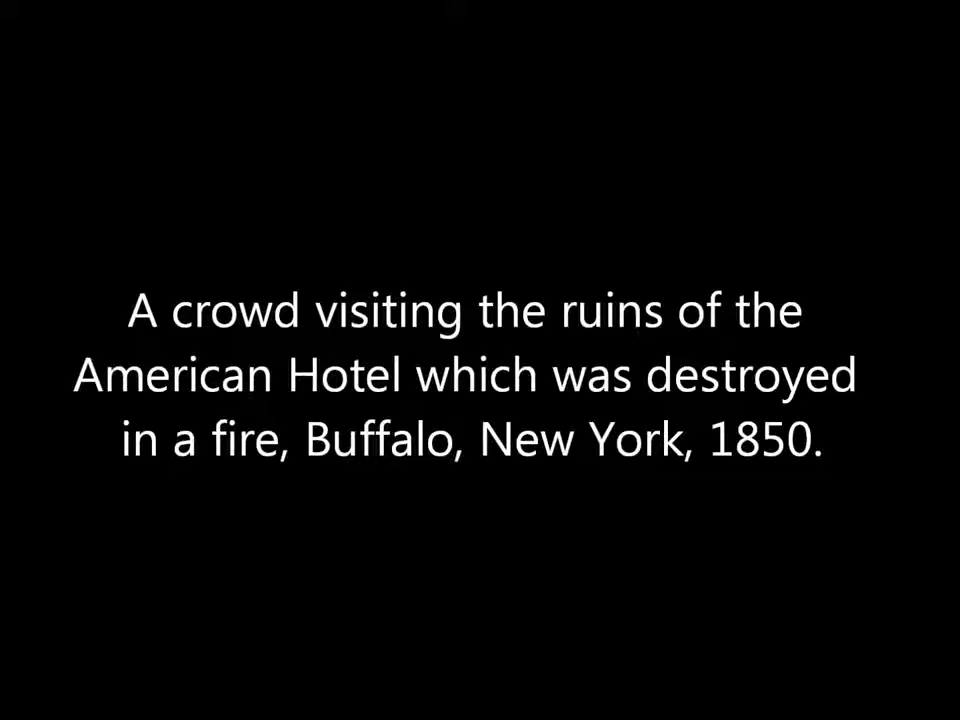 A crowd visiting the ruins of the
American Hotel which was destroyed
in a fire, Buffalo, New York, 1850.